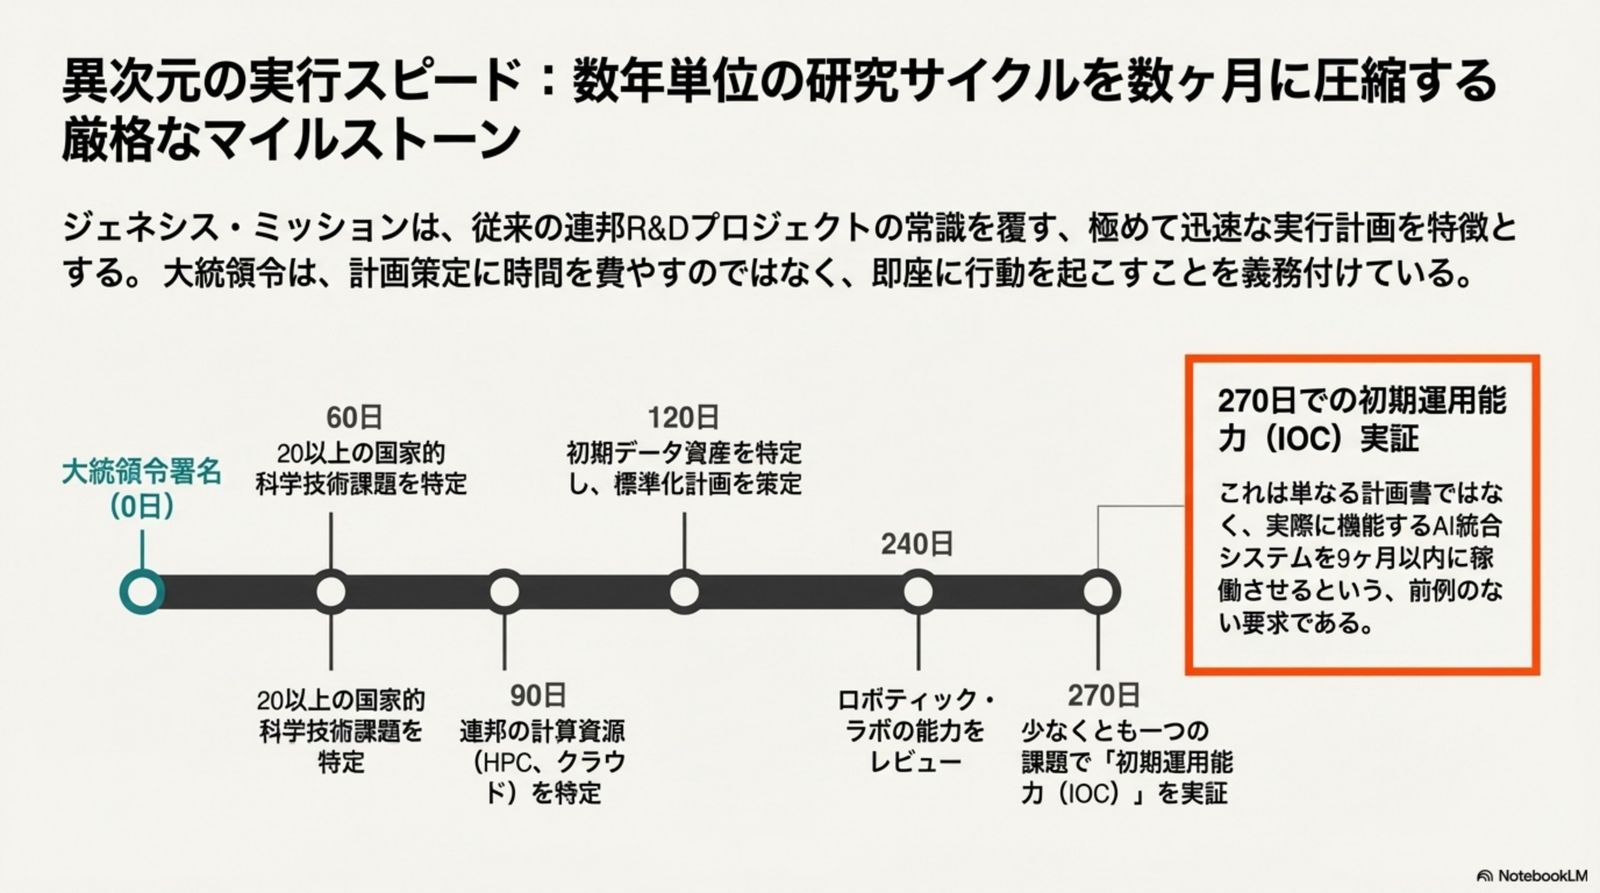 異次元の実行スピード：数年単位の研究サイクルを数ヶ月に圧縮する
厳格なマイルストーン
ジェネシス・ミッションは、従来の連邦R&Dプロジェクトの常識を覆す、極めて迅速な実行計画を特徴と
する。 大統領令は、計画策定に時間を費やすのではなく、即座に行動を起こすことを義務付けている。
大統領令署名
（0日）
60日
20以上の国家的
科学技術課題を特定
20以上の国家的
科学技術課題を
特定
90日
連邦の計算資源
（HPC、クラウ
ド）を特定
120日
初期データ資産を特定
し、標準化計画を策定
240日
ロボティック・
ラボの能力を
レビュー
270日
少なくとも一つの
課題で「初期運用能
力（IOC）」を実証
270日での初期運用能
力（IOC）実証
これは単なる計画書ではな
く、実際に機能するAI統合
システムを9ヶ月以内に稼
働させるという、前例のな
い要求である。
NotebookLM